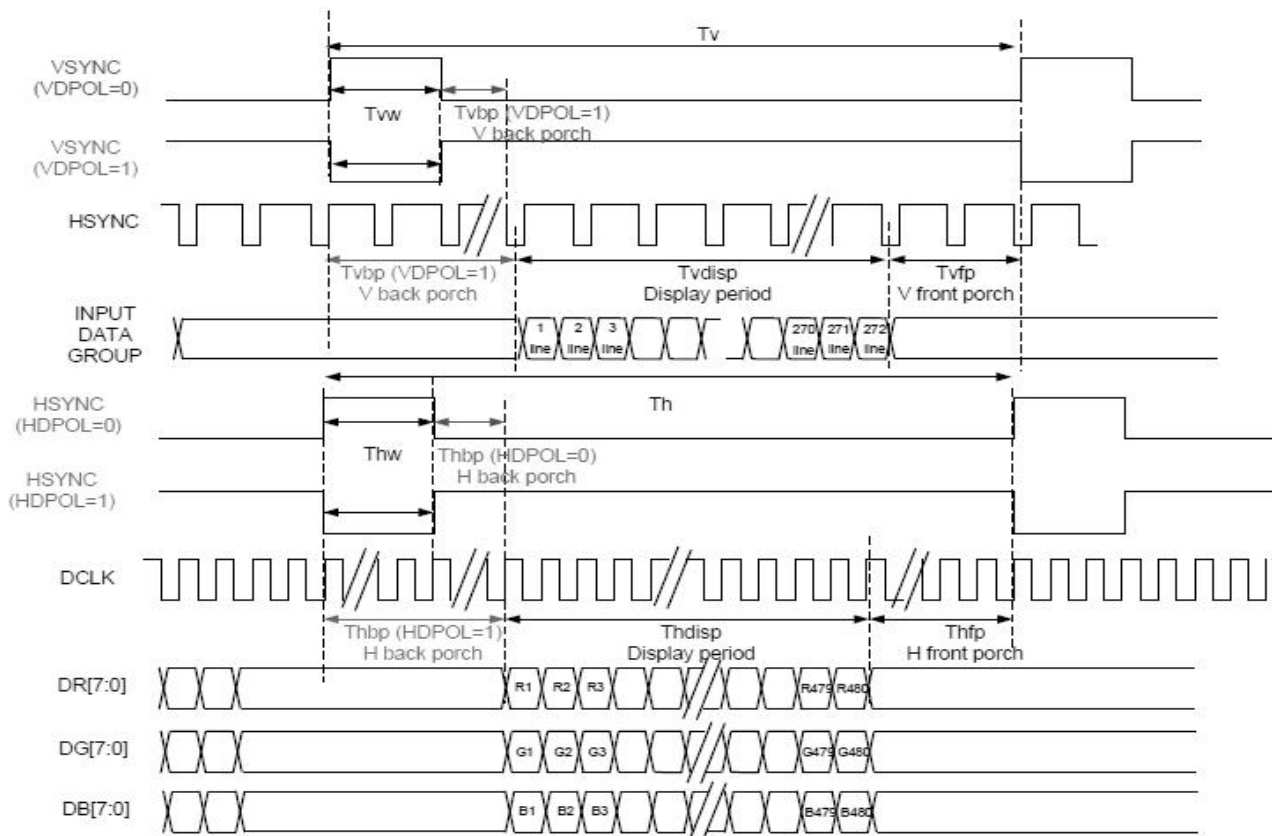 Tv
VSYNC
(VDPOL=0)
Tvw
Tvbp (VDPOL=1)
V back porch
VSYNC
(VDPOL=1)
HSYNC
Tvbp (VDPOL=1)
V back porch
Tvdisp
Display period
Tvfp
V front porch
INPUT
DATA
GROUP
1 line
2 line
3 line
270 line
271 line
272 line
HSYNC
(HDPOL=0)
Th
Thw
Thbp (HDPOL=0)
H back porch
HSYNC
(HDPOL=1)
DCLK
Thbp (HDPOL=1)
H back porch
Thdisp
Display period
Thfp
H front porch
DR[7:0]
R1 R2 R3 R479 R480
DG[7:0]
G1 G2 G3 G479 G480
DB[7:0]
B1 B2 B3 B479 B480